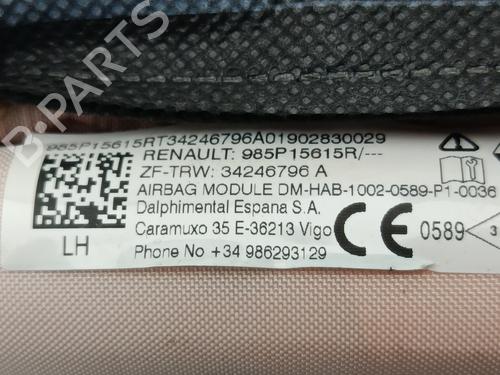 985P15615RT34246796A01902830029
RENAULT: 985P15615R/---
ZF-TRW: 34246796 A
AIRBAG MODULE DM-HAB-1002-0589-P1-0036
Dalphimental Espana S.A.
Caramuxo 35 E-36213 Vigo
Phone No +34 986293129
LH
CE 0589
3
B-PARTS